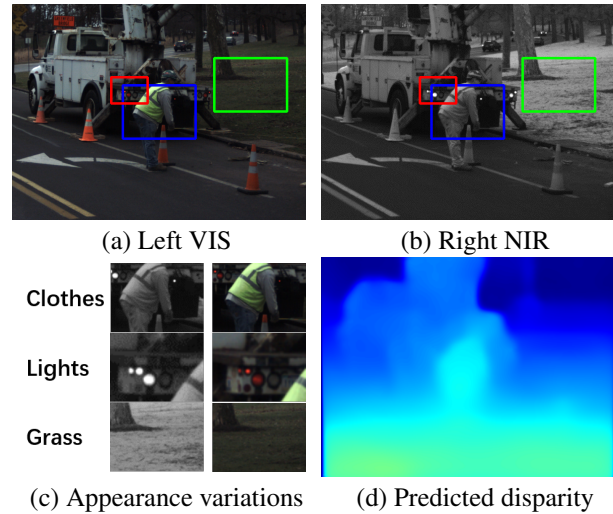 (a) Left VIS
(b) Right NIR
Clothes
Lights
Grass
(c) Appearance variations
(d) Predicted disparity